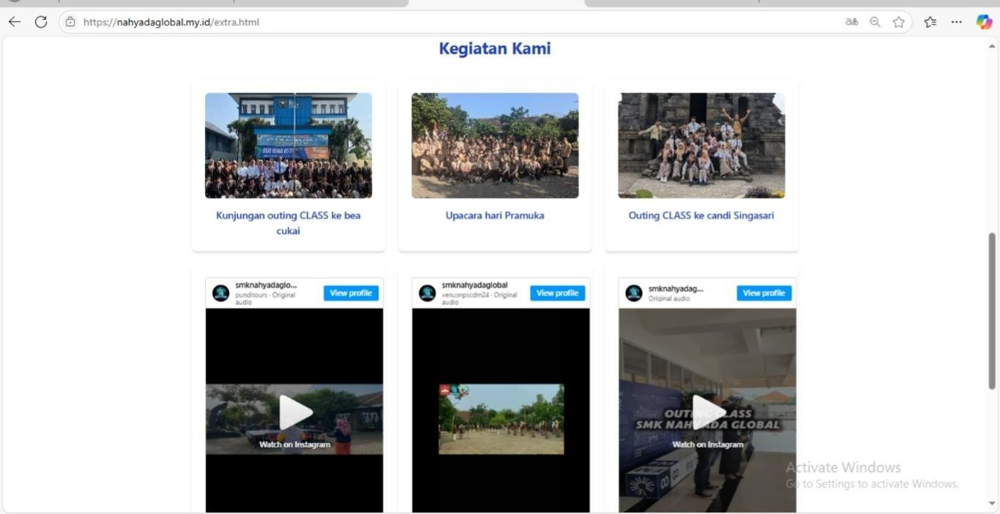 https://nahyadaglobal.my.id/extra.html
Kegiatan Kami
Kunjungan outing CLASS ke bea
cukai
Upacara hari Pramuka
Outing CLASS ke candi Singasari
smknahyadaglo...
punditours · Original
audio
View profile
smknahyadaglobal
venusnpscdm24 · Original
audio
View profile
smknahyadag...
Original audio
View profile
Watch on Instagram
OUTING CLASS
SMK NAHYADA GLOBAL
Watch on Instagram
Activate Windows
Go to Settings to activate Windows.